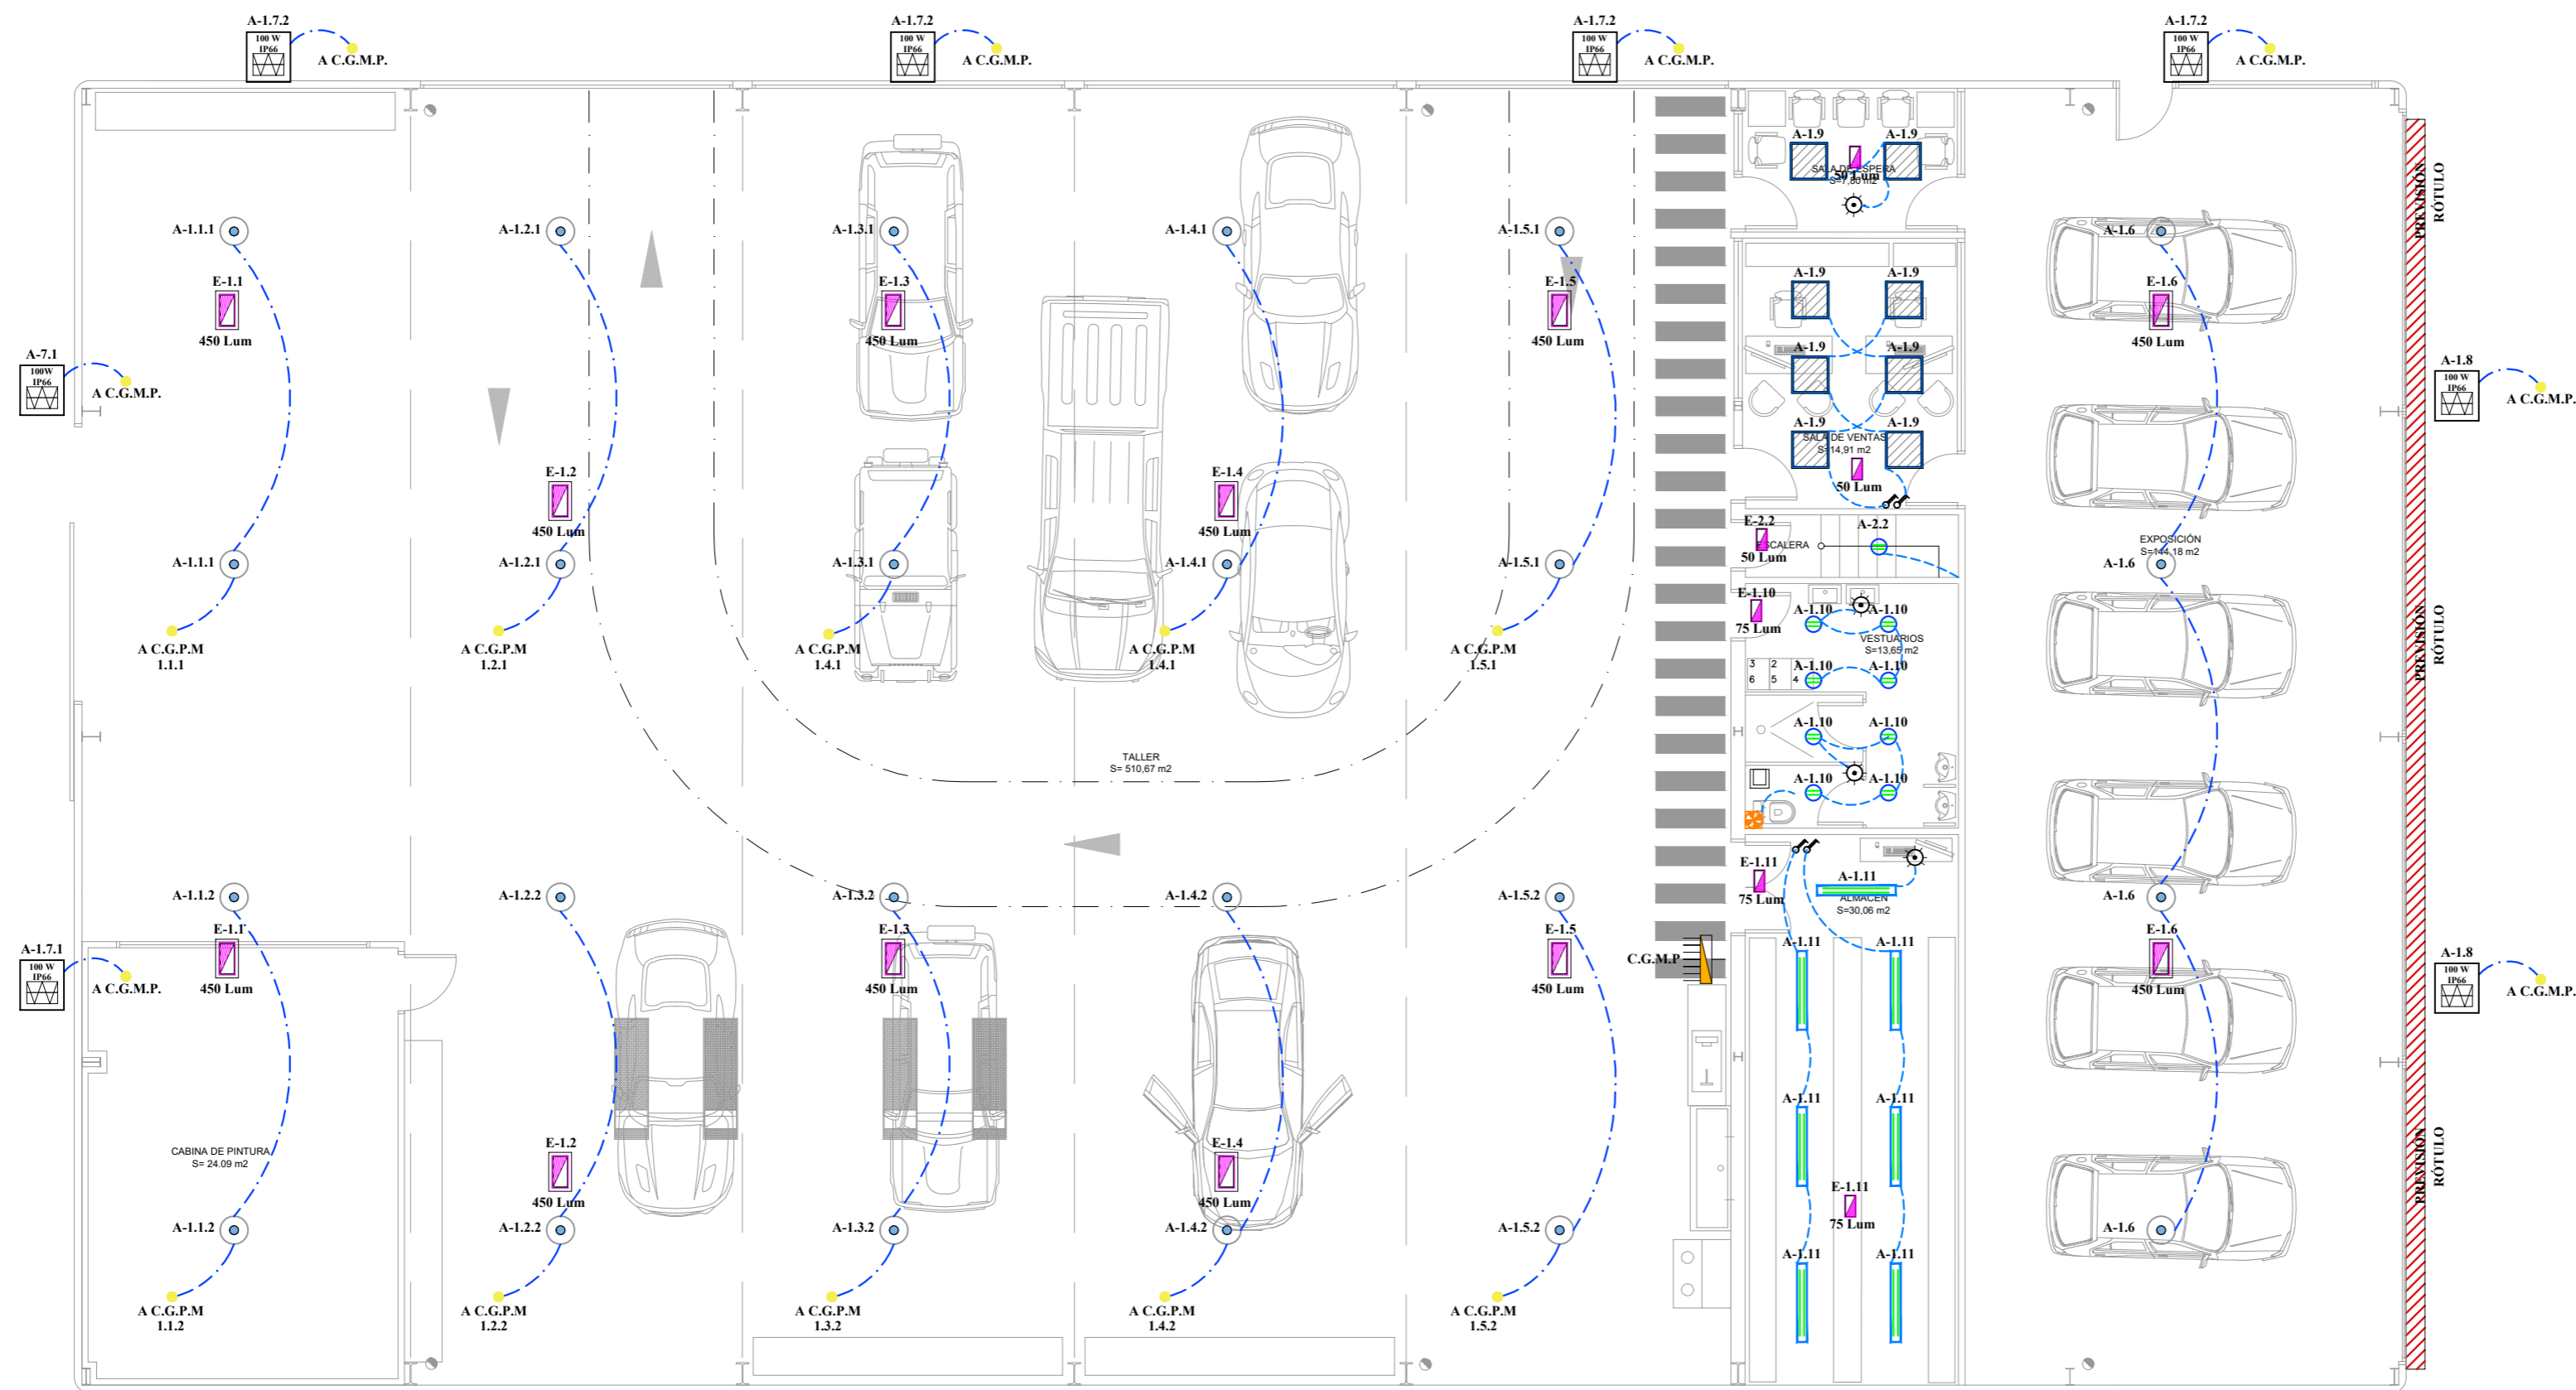 A-1.7.2
100 W
IP66
A C.G.M.P.
A-1.7.2
100 W
IP66
A C.G.M.P.
A-1.7.2
100 W
IP66
A C.G.M.P.
A-1.7.2
100 W
IP66
A C.G.M.P.
A-1.9
A-1.9
SALA DE ESPERA
50 Lum
S=7,80 m2
PREVISIÓN
RÓTULO
A-1.1.1
A-1.2.1
A-1.3.1
A-1.4.1
A-1.5.1
A-1.6
A-1.9
A-1.9
E-1.1
450 Lum
E-1.3
450 Lum
E-1.5
450 Lum
E-1.6
450 Lum
A-7.1
100W
IP66
A C.G.M.P.
A-1.9
A-1.9
A-1.8
100 W
IP66
A C.G.M.P.
A-1.9
A-1.9
SALA DE VENTAS
S=14,91 m2
50 Lum
E-1.2
450 Lum
E-1.4
450 Lum
E-2.2
50 Lum
ESCALERA
A-2.2
EXPOSICIÓN
S=144,18 m2
A-1.1.1
A-1.2.1
A-1.3.1
A-1.4.1
A-1.5.1
A-1.6
E-1.10
75 Lum
A-1.10
A-1.10
VESTUARIOS
S=13,65 m2
PREVISIÓN
RÓTULO
A C.G.P.M
1.1.1
A C.G.P.M
1.2.1
A C.G.P.M
1.4.1
A C.G.P.M
1.4.1
A C.G.P.M
1.5.1
3 2
6 5 4
A-1.10
A-1.10
A-1.10
A-1.10
TALLER
S= 510,67 m2
A-1.10
A-1.10
E-1.11
75 Lum
A-1.11
ALMACEN
S=30,06 m2
A-1.1.2
A-1.2.2
A-1.3.2
A-1.4.2
A-1.5.2
A-1.6
E-1.1
450 Lum
E-1.3
450 Lum
E-1.5
450 Lum
E-1.6
450 Lum
A-1.7.1
100 W
IP66
A C.G.M.P.
C.G.M.P
A-1.11
A-1.11
A-1.8
100 W
IP66
A C.G.M.P.
A-1.11
A-1.11
CABINA DE PINTURA
S= 24.09 m2
E-1.2
450 Lum
E-1.4
450 Lum
E-1.11
75 Lum
PREVISIÓN
RÓTULO
A-1.1.2
A-1.2.2
A-1.3.2
A-1.4.2
A-1.5.2
A-1.6
A-1.11
A-1.11
A C.G.P.M
1.1.2
A C.G.P.M
1.2.2
A C.G.P.M
1.3.2
A C.G.P.M
1.4.2
A C.G.P.M
1.5.2